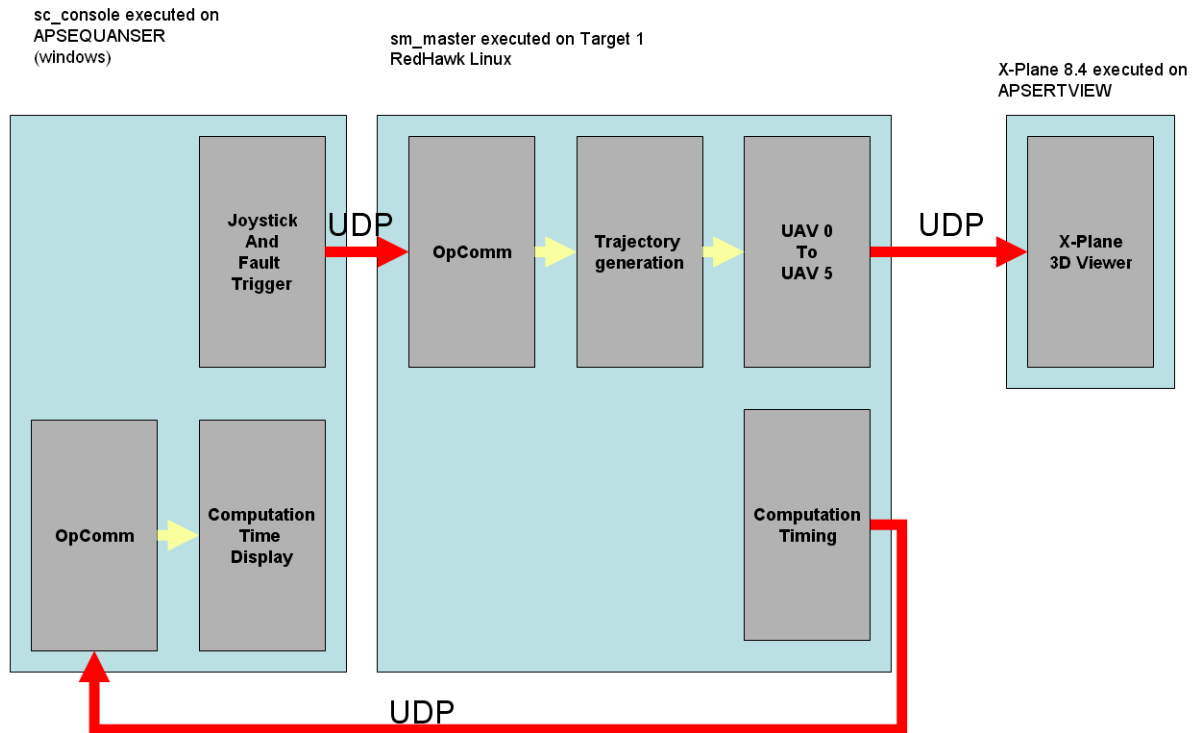 sc_console executed on
APSEQUANSER
(windows)
sm_master executed on Target 1
RedHawk Linux
X-Plane 8.4 executed on
APSERTVIEW
Joystick
And
Fault
Trigger
UDP
OpComm
Trajectory
generation
UAV 0
To
UAV 5
UDP
X-Plane
3D Viewer
OpComm
Computation
Time
Display
Computation
Timing
UDP